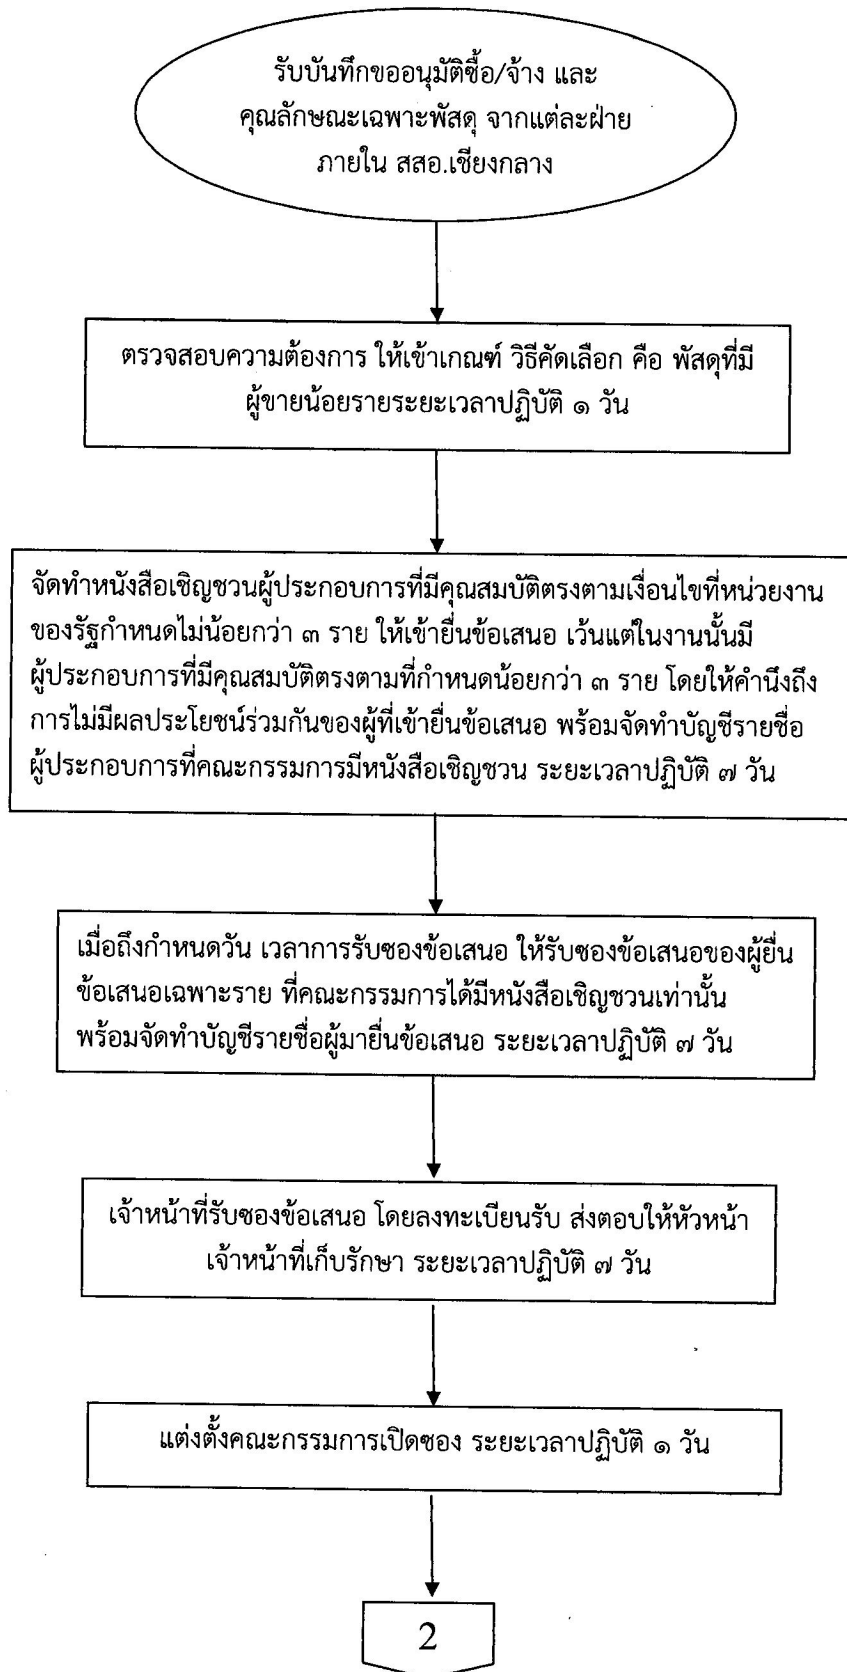 รับบันทึกขออนุมัติซื้อ/จ้าง และ
คุณลักษณะเฉพาะพัสดุ จากแต่ละฝ่าย
ภายใน สสอ.เชียงกลาง
ตรวจสอบความต้องการ ให้เข้าเกณฑ์ วิธีคัดเลือก คือ พัสดุที่มี
ผู้ขายน้อยรายระยะเวลาปฏิบัติ ๑ วัน
จัดทำหนังสือเชิญชวนผู้ประกอบการที่มีคุณสมบัติตรงตามเงื่อนไขที่หน่วยงาน
ของรัฐกำหนดไม่น้อยกว่า ๓ ราย ให้เข้ายื่นข้อเสนอ เว้นแต่ในงานนั้นมี
ผู้ประกอบการที่มีคุณสมบัติตรงตามที่กำหนดน้อยกว่า ๓ ราย โดยให้คำนึงถึง
การไม่มีผลประโยชน์ร่วมกันของผู้ที่เข้ายื่นข้อเสนอ พร้อมจัดทำบัญชีรายชื่อ
ผู้ประกอบการที่คณะกรรมการมีหนังสือเชิญชวน ระยะเวลาปฏิบัติ ๗ วัน
เมื่อถึงกำหนดวัน เวลาการรับซองข้อเสนอ ให้รับซองข้อเสนอของผู้ยื่น
ข้อเสนอเฉพาะราย ที่คณะกรรมการได้มีหนังสือเชิญชวนเท่านั้น
พร้อมจัดทำบัญชีรายชื่อผู้มายื่นข้อเสนอ ระยะเวลาปฏิบัติ ๗ วัน
เจ้าหน้าที่รับซองข้อเสนอ โดยลงทะเบียนรับ ส่งตอบให้หัวหน้า
เจ้าหน้าที่เก็บรักษา ระยะเวลาปฏิบัติ ๗ วัน
แต่งตั้งคณะกรรมการเปิดซอง ระยะเวลาปฏิบัติ ๑ วัน
2